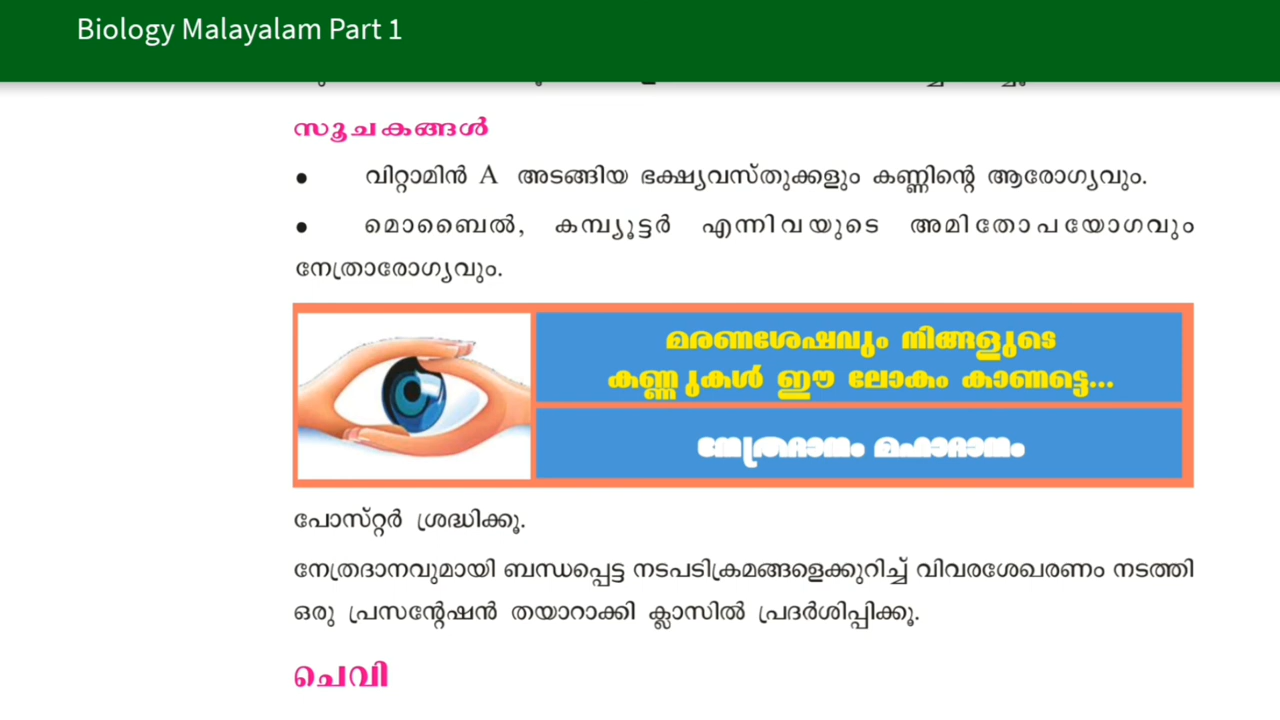 Biology Malayalam Part 1
സൂചകങ്ങൾ
● വിറ്റാമിൻ A അടങ്ങിയ ഭക്ഷ്യവസ്തുക്കളും കണ്ണിന്റെ ആരോഗ്യവും.
● മൊബൈൽ, കമ്പ്യൂട്ടർ എന്നിവയുടെ അമിതോപയോഗവും
നേത്രാരോഗ്യവും.
മരണശേഷവും നിങ്ങളുടെ
കണ്ണുകൾ ഈ ലോകം കാണട്ടെ...
നേത്രദാനം മഹാദാനം
പോസ്റ്റർ ശ്രദ്ധിക്കൂ.
നേത്രദാനവുമായി ബന്ധപ്പെട്ട നടപടിക്രമങ്ങളെക്കുറിച്ച് വിവരശേഖരണം നടത്തി
ഒരു പ്രസന്റേഷൻ തയാറാക്കി ക്ലാസിൽ പ്രദർശിപ്പിക്കൂ.
ചെവി